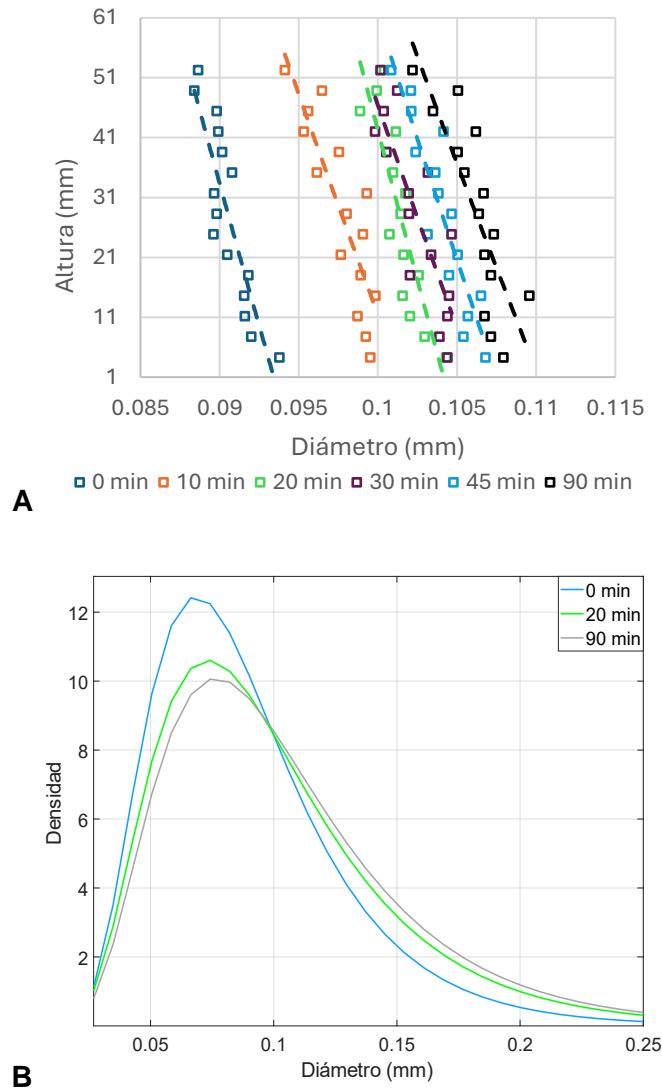 61
51
41
31
21
11
1
Altura (mm)
0.085 0.09 0.095 0.1 0.105 0.11 0.115
Diámetro (mm)
0 min 10 min 20 min 30 min 45 min 90 min
A
0 min
20 min
90 min
12
10
8
6
4
2
Densidad
0.05 0.1 0.15 0.2 0.25
Diámetro (mm)
B